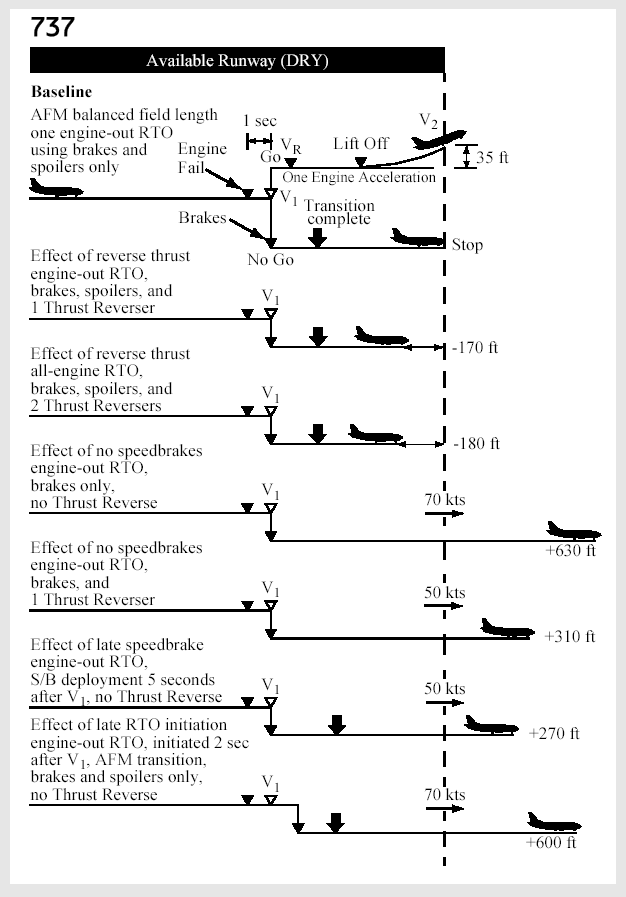 737
Available Runway (DRY)
Baseline
AFM balanced field length
one engine-out RTO
using brakes and
spoilers only
1 sec
Engine
Fail
Go
VR
Lift Off
V2
35 ft
One Engine Acceleration
V1
Transition
complete
Brakes
No Go
Stop
Effect of reverse thrust
engine-out RTO,
brakes, spoilers, and
1 Thrust Reverser
V1
-170 ft
Effect of reverse thrust
all-engine RTO,
brakes, spoilers, and
2 Thrust Reversers
V1
-180 ft
Effect of no speedbrakes
engine-out RTO,
brakes only,
no Thrust Reverse
V1
70 kts
+630 ft
Effect of no speedbrakes
engine-out RTO,
brakes, and
1 Thrust Reverser
V1
50 kts
+310 ft
Effect of late speedbrake
engine-out RTO,
S/B deployment 5 seconds
after V1, no Thrust Reverse
V1
50 kts
+270 ft
Effect of late RTO initiation
engine-out RTO, initiated 2 sec
after V1, AFM transition,
brakes and spoilers only,
no Thrust Reverse
V1
70 kts
+600 ft